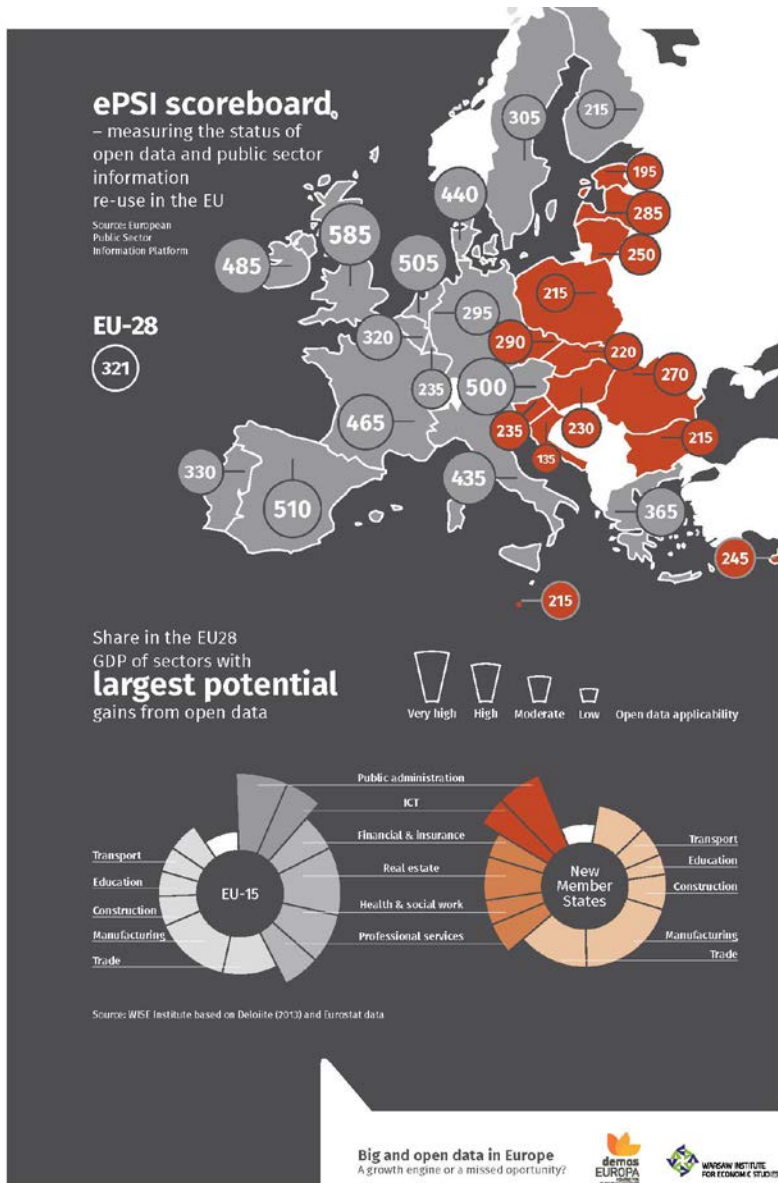 ePSI scoreboard
– measuring the status of
open data and public sector
information
re-use in the EU
Source: European
Public Sector
Information Platform
EU-28
321
305
215
195
440
285
585
250
485
505
295
215
320
290
220
235
500
270
465
235
230
215
135
330
435
510
365
245
215
Share in the EU28
GDP of sectors with
largest potential
gains from open data
Very high
High
Moderate
Low
Open data applicability
Public administration
ICT
Financial & insurance
Real estate
Health & social work
Professional services
Transport
Education
Construction
Manufacturing
Trade
EU-15
New
Member
States
Transport
Education
Construction
Manufacturing
Trade
Source: WISE Institute based on Deloiite (2013) and Eurostat data
Big and open data in Europe
A growth engine or a missed oportunity?
demos
EUROPA
WARSAW INSTITUTE
FOR ECONOMIC STUDIES